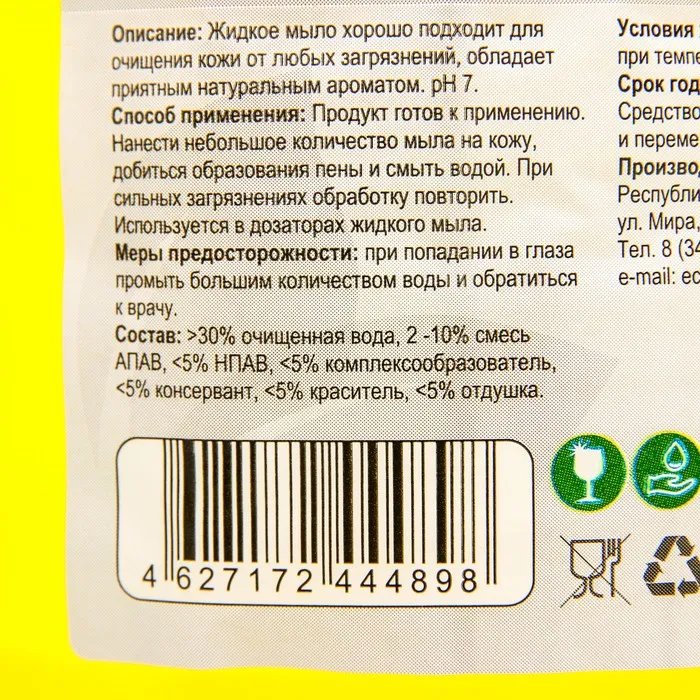 Описание: Жидкое мыло хорошо подходит для
очищения кожи от любых загрязнений, обладает
приятным натуральным ароматом. pH 7.
Способ применения: Продукт готов к применению.
Нанести небольшое количество мыла на кожу,
добиться образования пены и смыть водой. При
сильных загрязнениях обработку повторить.
Используется в дозаторах жидкого мыла.
Меры предосторожности: при попадании в глаза
промыть большим количеством воды и обратиться
к врачу.
Состав: >30% очищенная вода, 2 -10% смесь
АПАВ, <5% НПАВ, <5% комплексообразователь,
<5% консервант, <5% краситель, <5% отдушка.
4 627172 444898
Условия
при темпе
Срок год
Средство
и переме
Производ
Республи
ул. Мира,
Тел. 8 (34
e-mail: ec